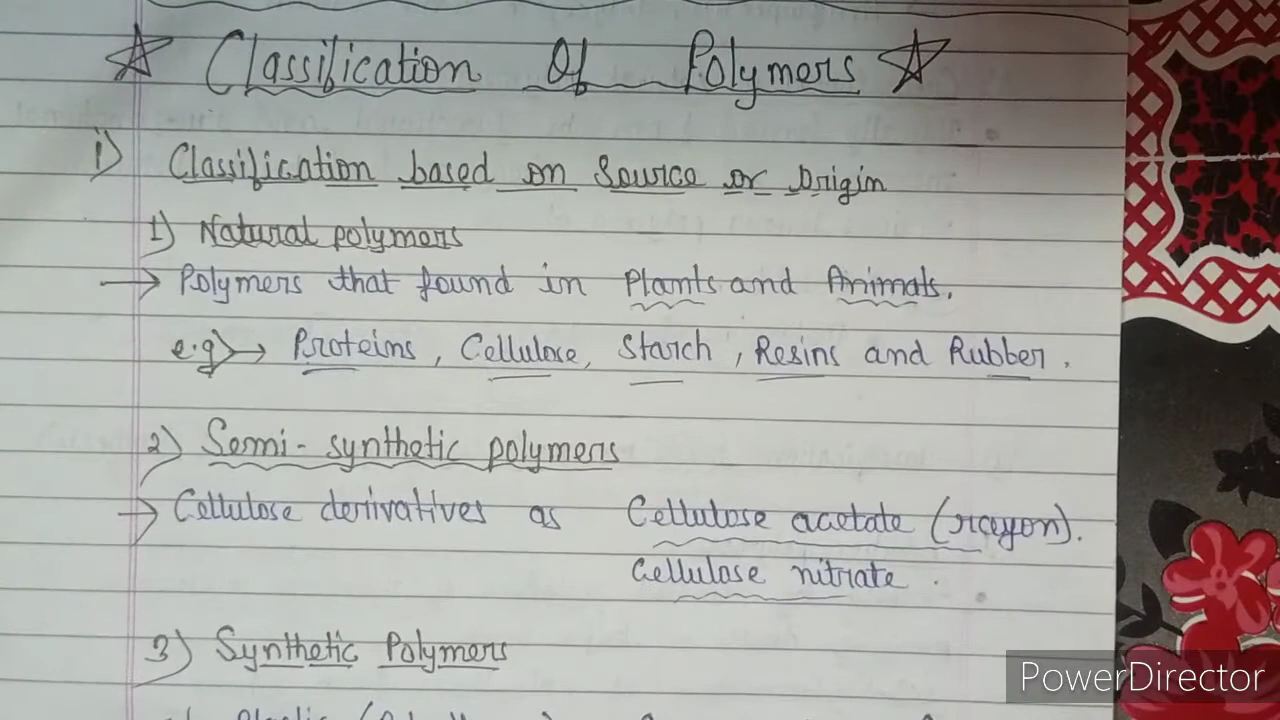 ☆ Classification Of Polymers ☆
i) Classification based on Source or Origin
1) Natural polymers
→ Polymers that found in Plants and Animals.
e.g → Proteins, Cellulose, Starch, Resins and Rubber.
2) Semi-synthetic polymers
→ Cellulose derivatives as Cellulose acetate (rayon).
Cellulose nitrate.
3) Synthetic Polymers
PowerDirector